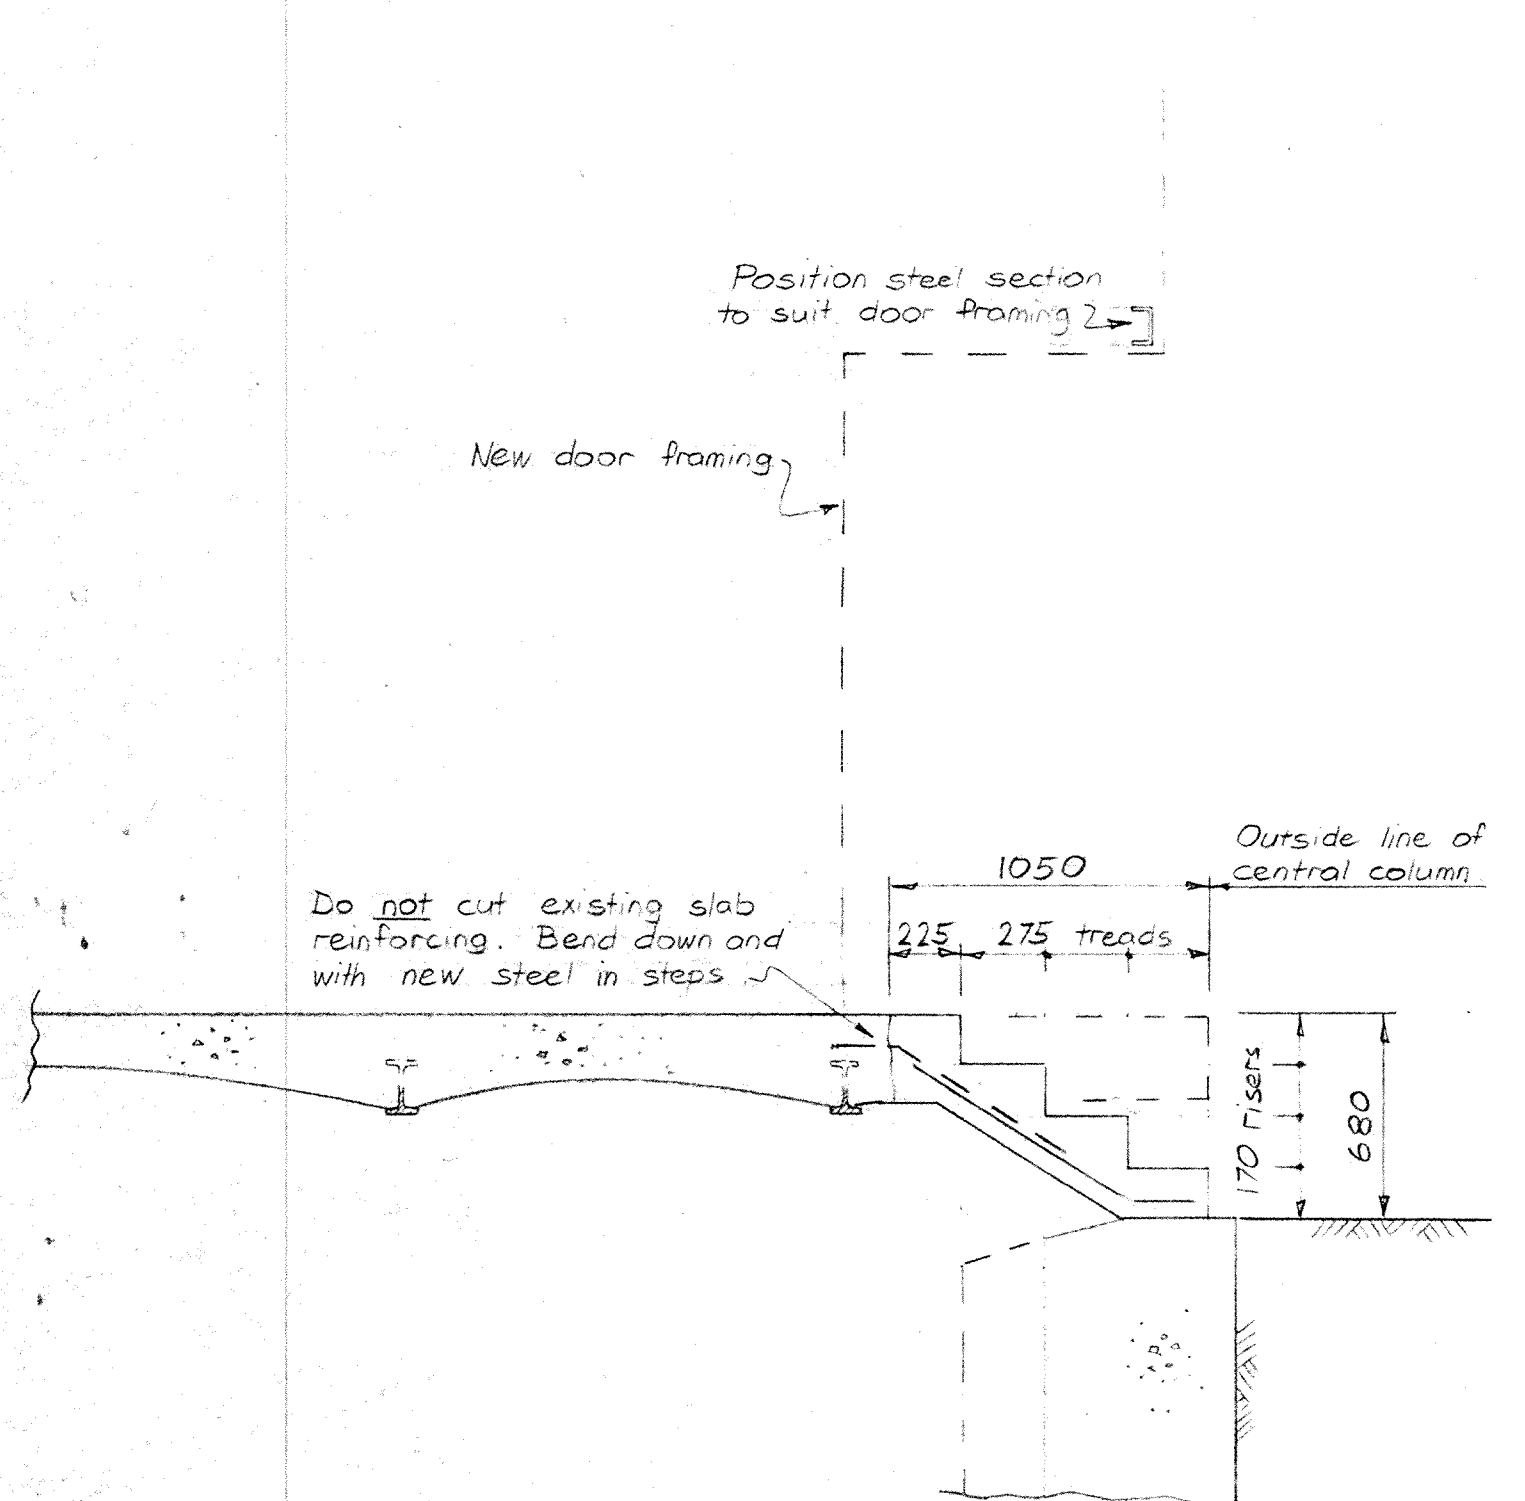 Position steel section
to suit door framing
New door framing
Outside line of
central column
1050
Do not cut existing slab
reinforcing. Bend down and
with new steel in steps
225 275 treads
170 risers
680